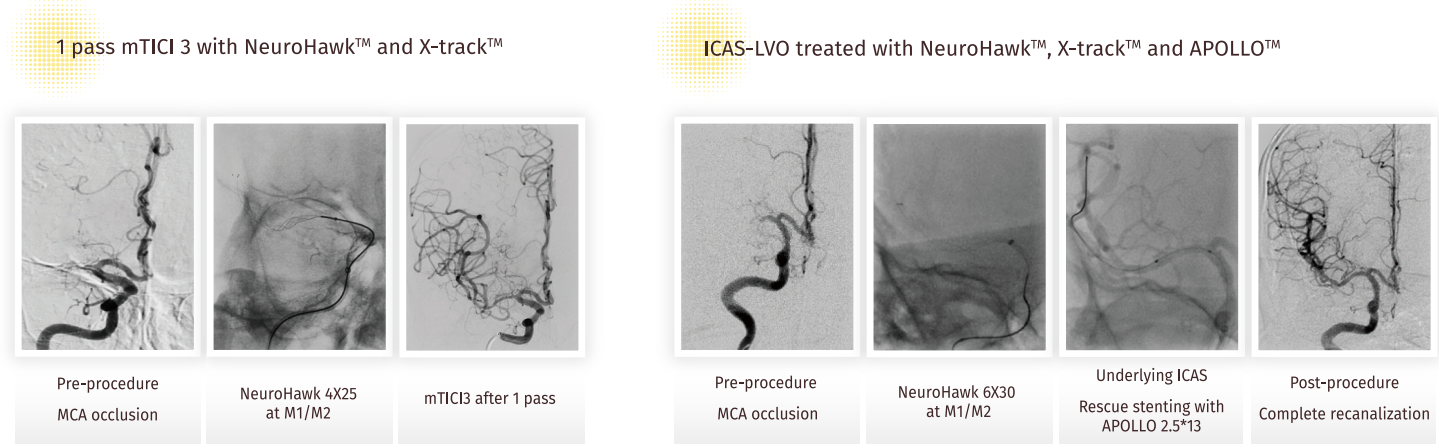 1 pass mTICI 3 with NeuroHawk™ and X-track™
Pre-procedure
MCA occlusion
NeuroHawk 4X25
at M1/M2
mTICI3 after 1 pass
ICAS-LVO treated with NeuroHawk™, X-track™ and APOLLO™
Pre-procedure
MCA occlusion
NeuroHawk 6X30
at M1/M2
Underlying ICAS
Rescue stenting with
APOLLO 2.5*13
Post-procedure
Complete recanalization